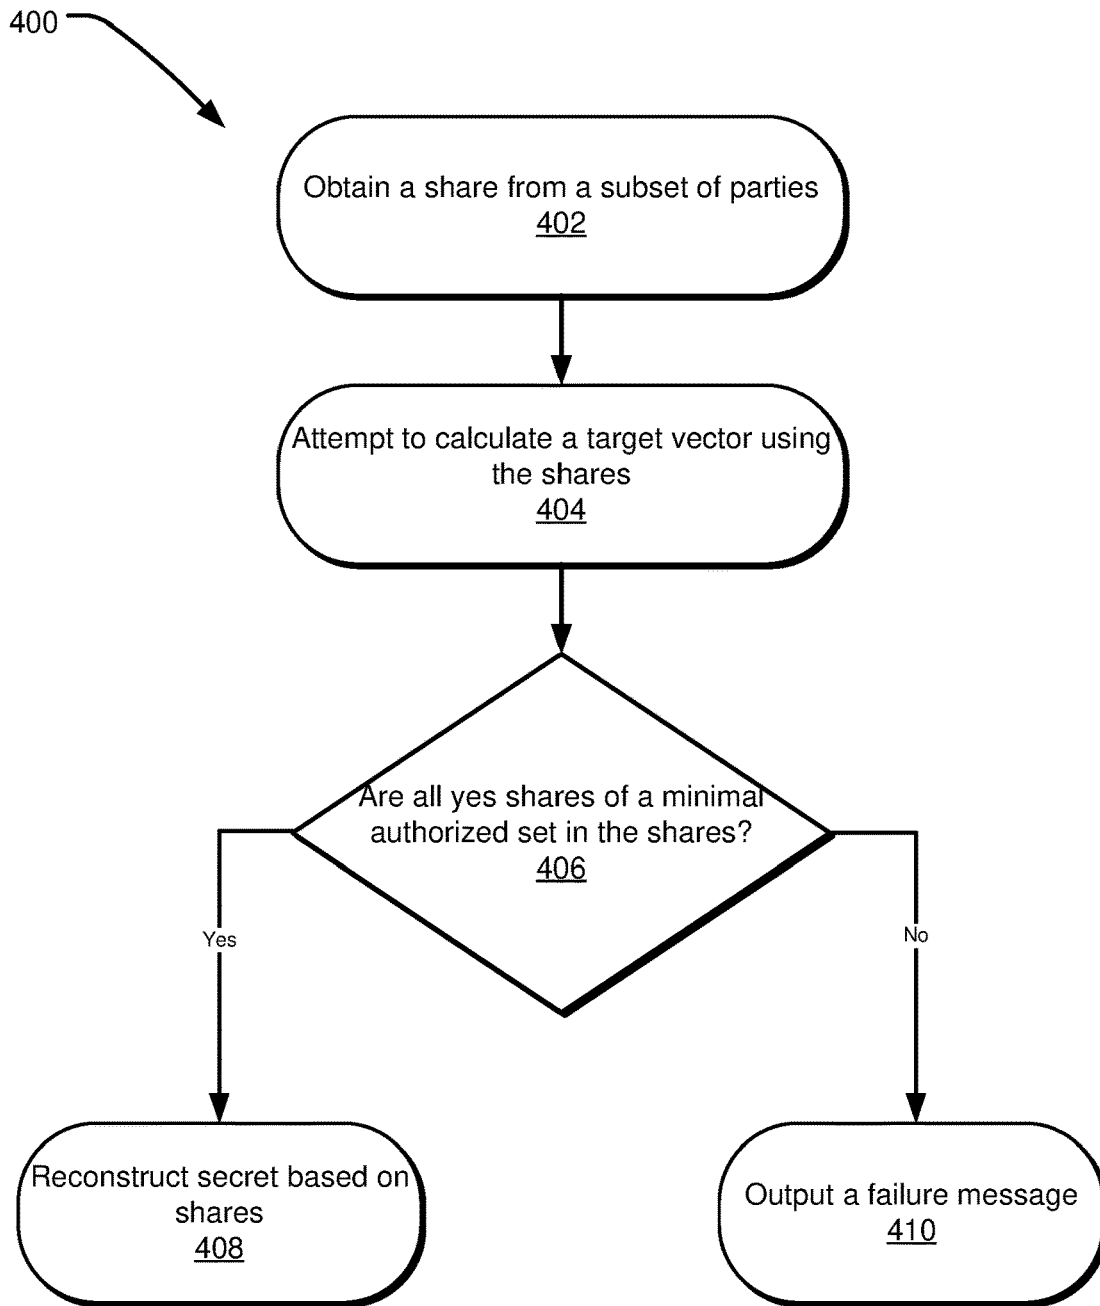 400
Obtain a share from a subset of parties
402
Attempt to calculate a target vector using
the shares
404
Are all yes shares of a minimal
authorized set in the shares?
406
Yes
No
Reconstruct secret based on
shares
408
Output a failure message
410